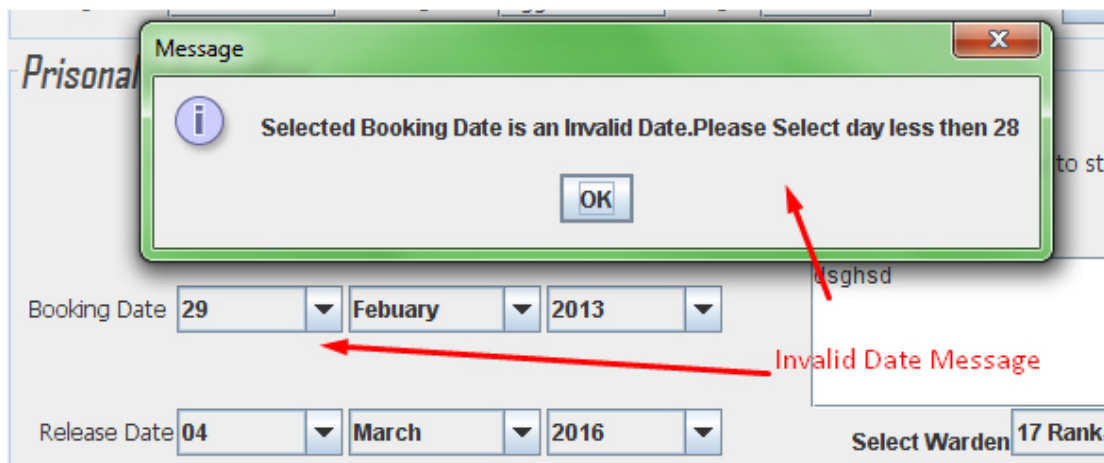 Message
X
Prisonal
i
Selected Booking Date is an Invalid Date.Please Select day less then 28
to st
OK
dsghsd
Booking Date 29 Febuary 2013
Invalid Date Message
Release Date 04 March 2016
Select Warden 17 Rank